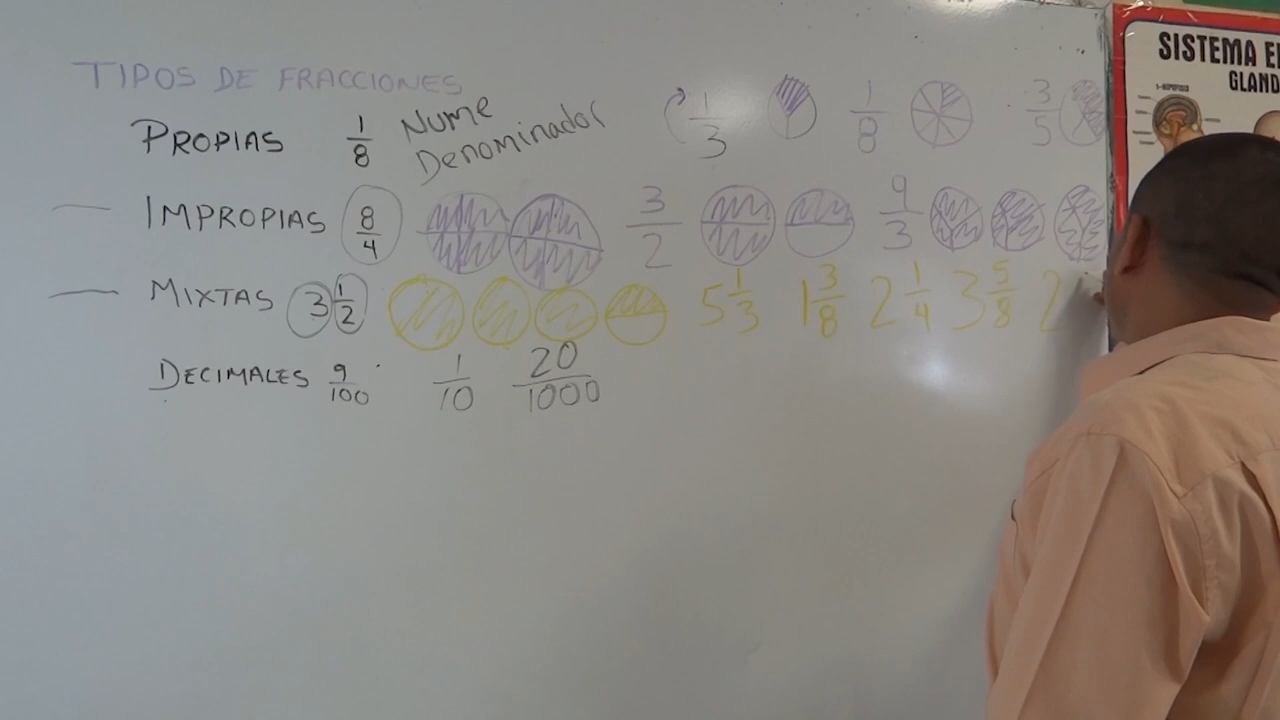 TIPOS DE FRACCIONES
PROPIAS 1/8 Nume Denominador 1/3 1/8 3/5
IMPROPIAS 8/4 3/2 9/3
MIXTAS 3 1/2 5 1/3 1 3/8 2 1/4 3 5/8 2
DECIMALES 9/100 1/10 20/1000
SISTEMA
GLAND